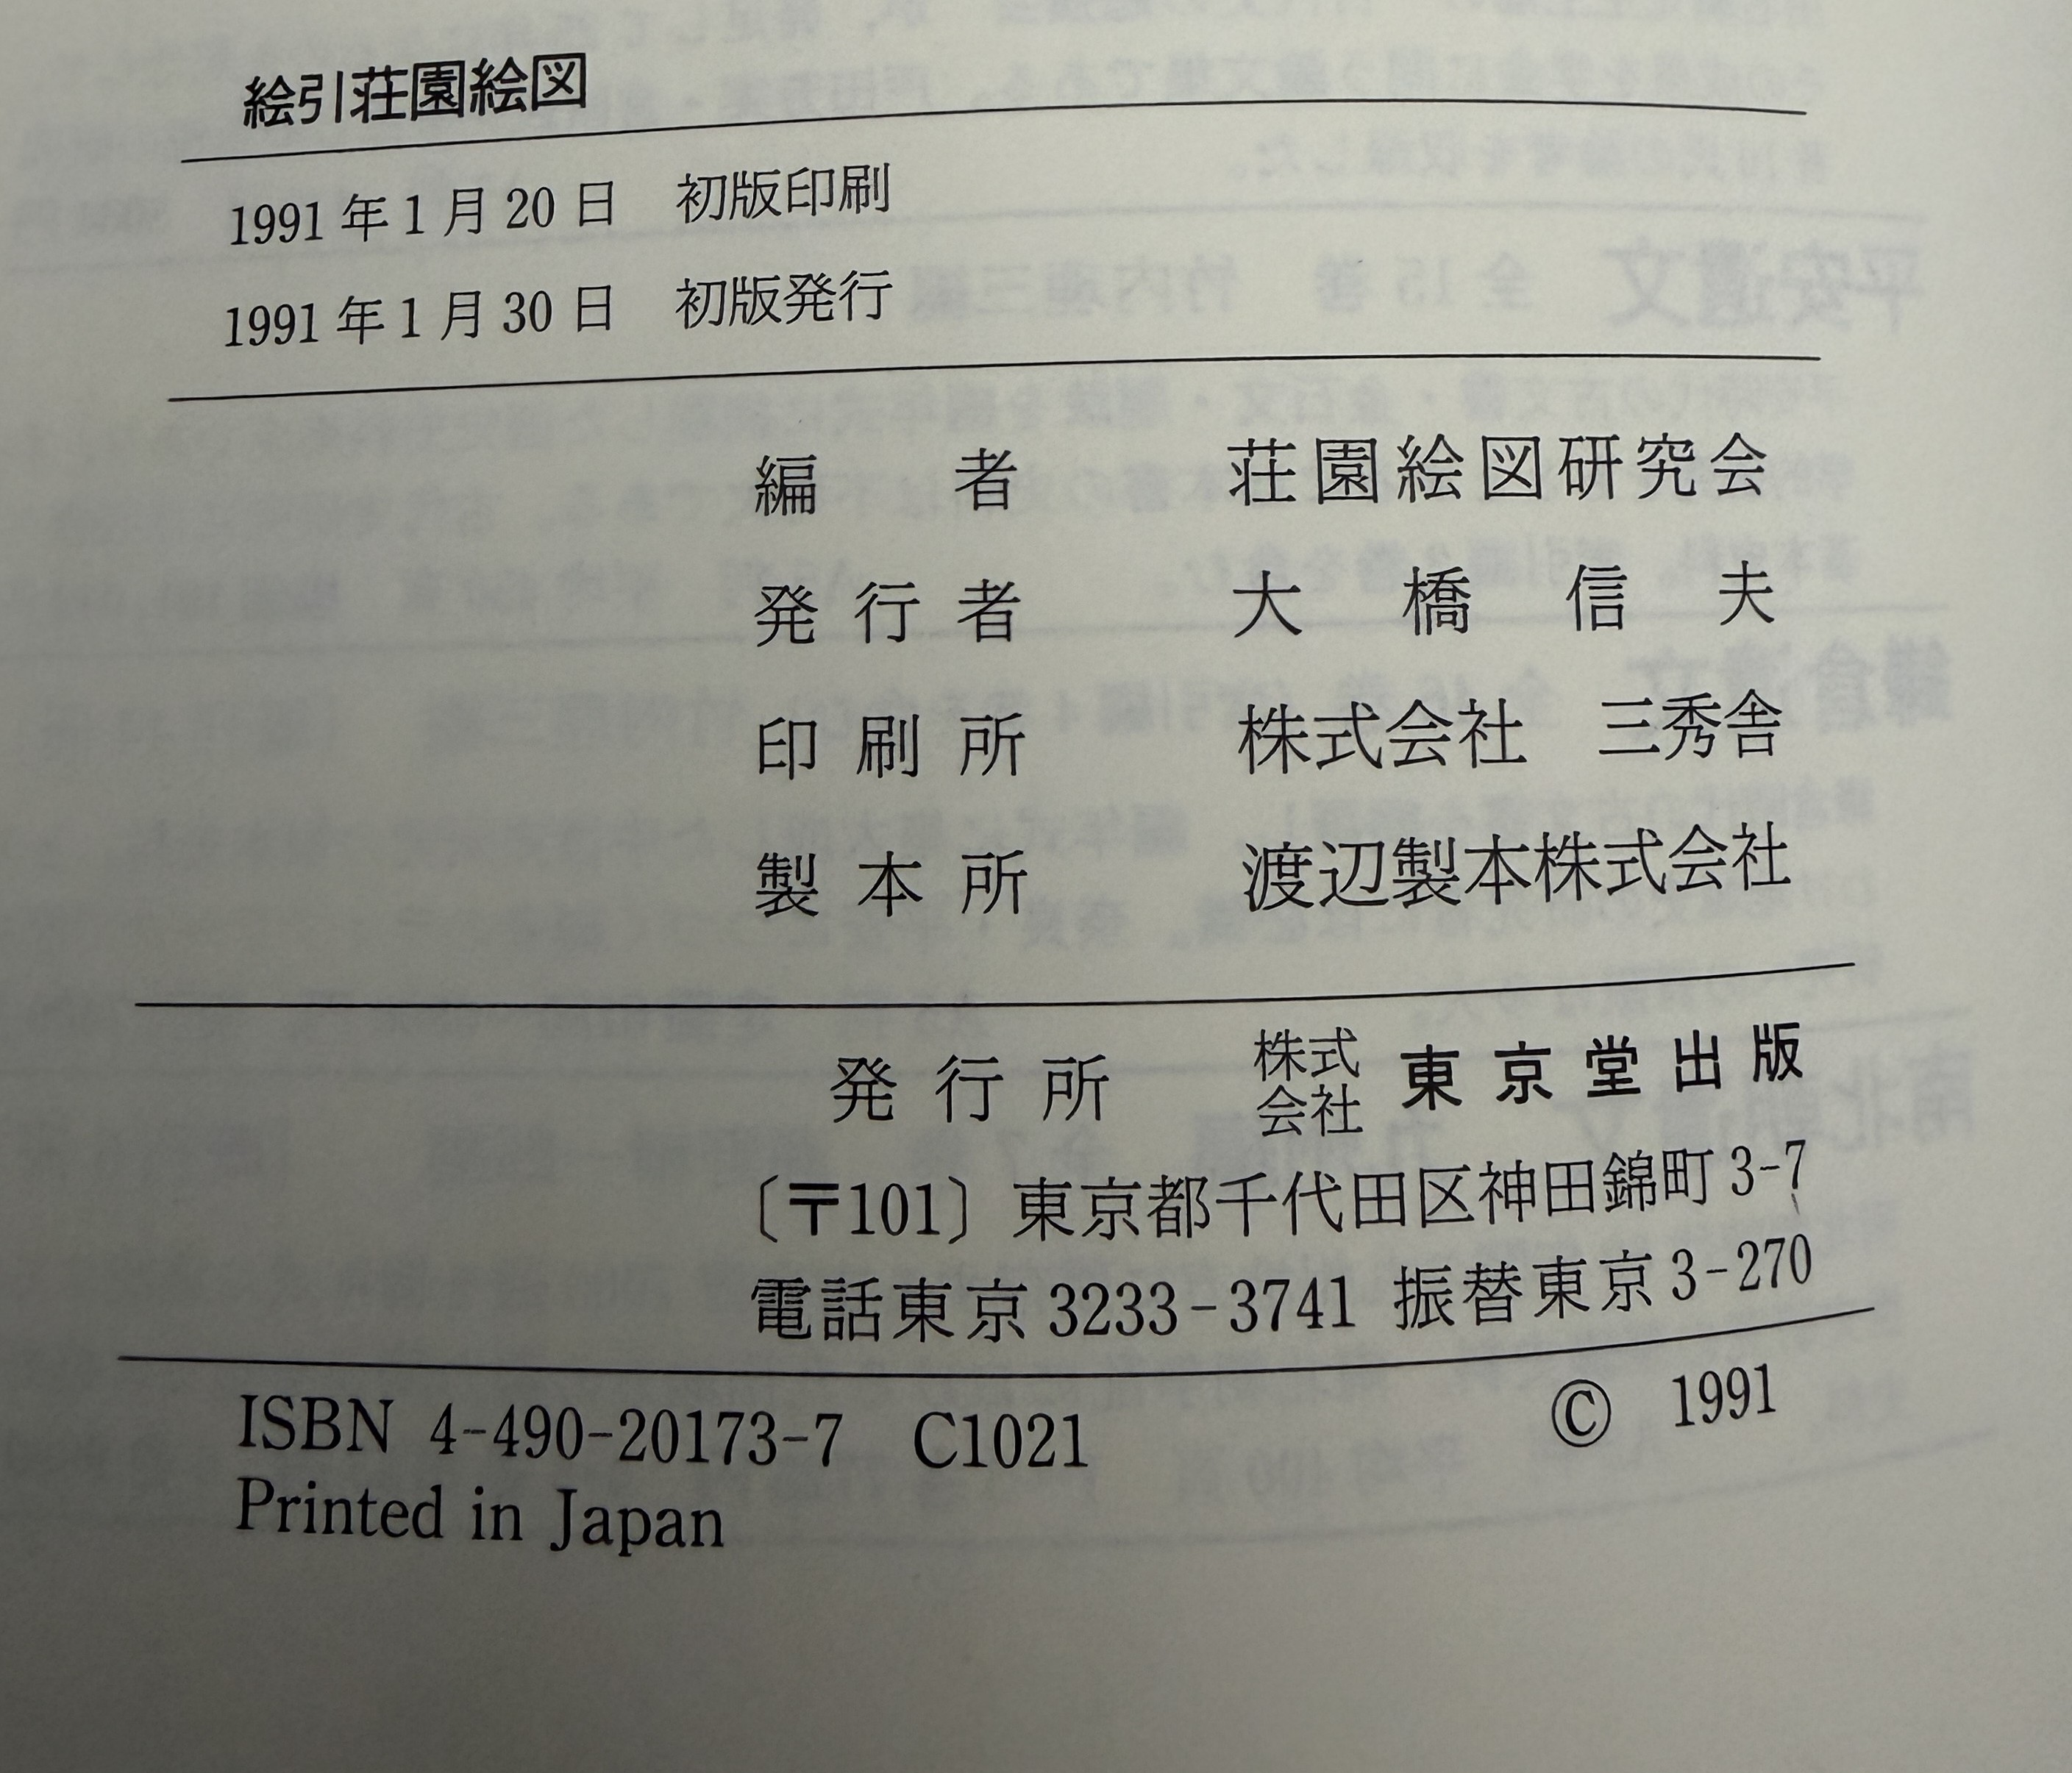 絵引荘園絵図
1991年1月20日　初版印刷
1991年1月30日　初版発行
編者　荘園絵図研究会
発行者　大橋信夫
印刷所　株式会社　三秀舎
製本所　渡辺製本株式会社
発行所　株式会社　東京堂出版
〔〒101〕東京都千代田区神田錦町3-7
電話東京3233-3741　振替東京3-270
ISBN 4-490-20173-7　C1021　© 1991
Printed in Japan